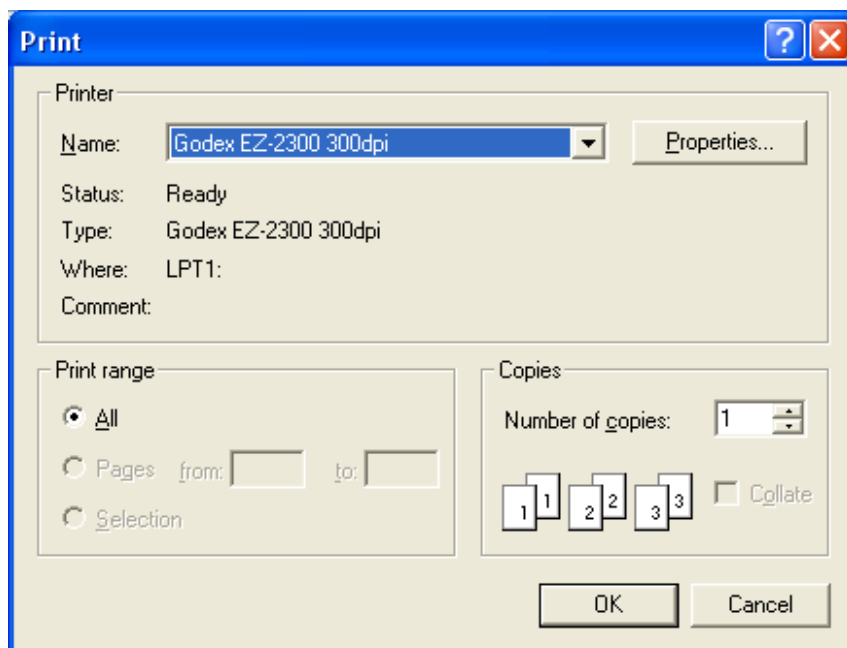 Print
Printer
Name: Godex EZ-2300 300dpi Properties...
Status: Ready
Type: Godex EZ-2300 300dpi
Where: LPT1:
Comment:
Print range
All
Pages from: to:
Selection
Copies
Number of copies: 1
1 1 2 2 3 3 Collate
OK Cancel